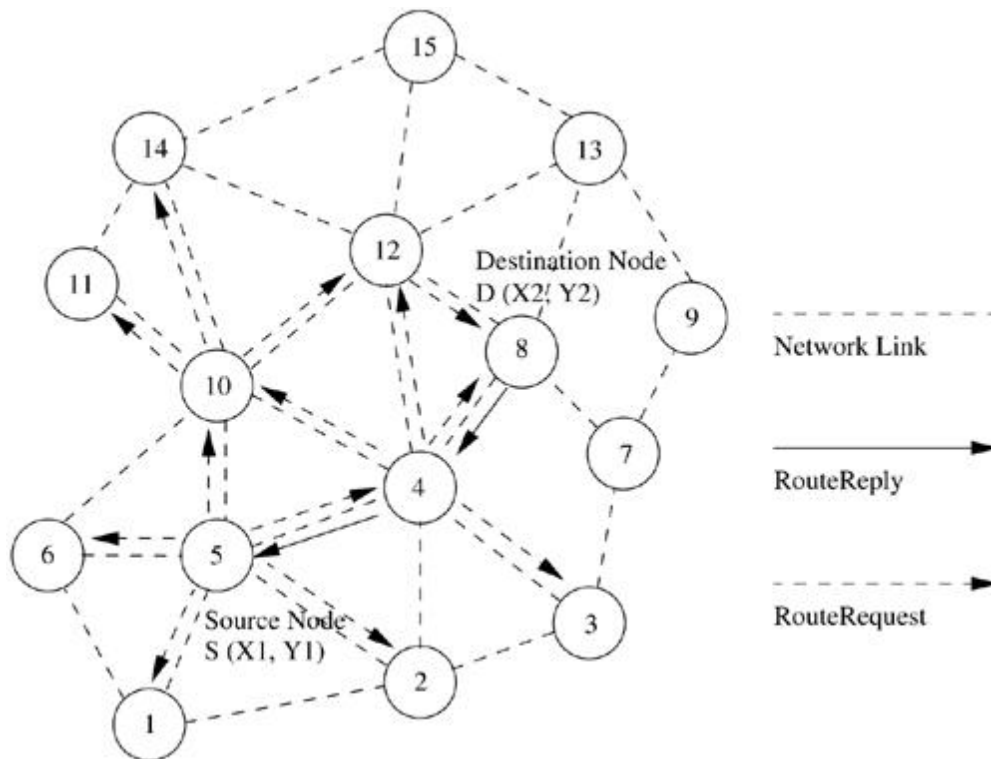 15
14
13
12
Destination Node
D (X2, Y2)
11
9
8
Network Link
10
7
RouteReply
4
6
5
3
RouteRequest
Source Node
S (X1, Y1)
2
1